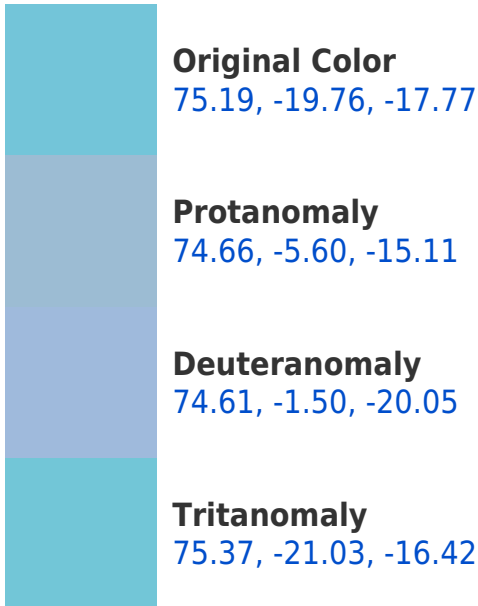 Original Color
75.19, -19.76, -17.77
Protanomaly
74.66, -5.60, -15.11
Deuteranomaly
74.61, -1.50, -20.05
Tritanomaly
75.37, -21.03, -16.42